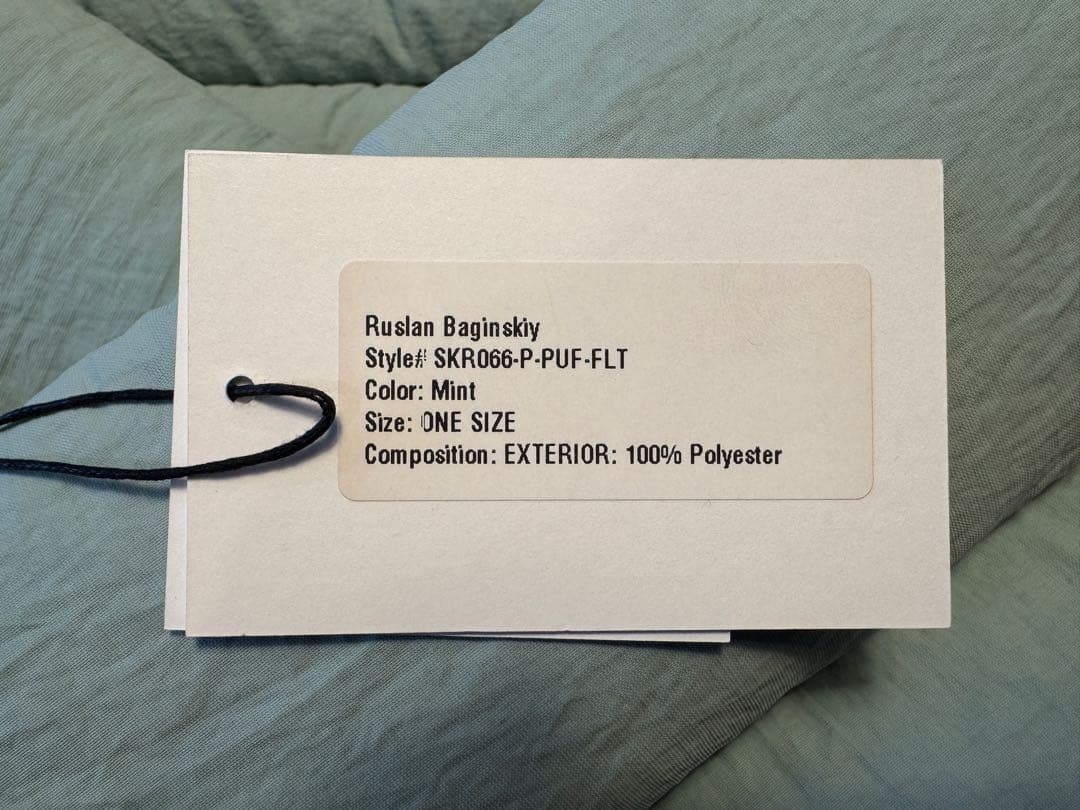 Ruslan Baginskiy
Style# SKR066-P-PUF-FLT
Color: Mint
Size: ONE SIZE
Composition: EXTERIOR: 100% Polyester